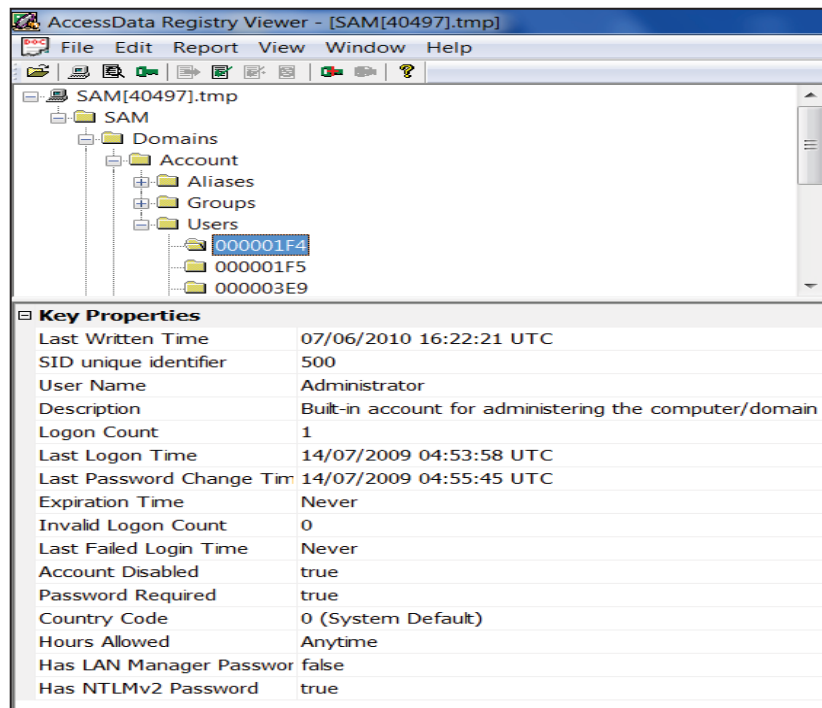 AccessData Registry Viewer - [SAM[40497].tmp]
File Edit Report View Window Help
SAM[40497].tmp
SAM
Domains
Account
Aliases
Groups
Users
000001F4
000001F5
000003E9
Key Properties
Last Written Time 07/06/2010 16:22:21 UTC
SID unique identifier 500
User Name Administrator
Description Built-in account for administering the computer/domain
Logon Count 1
Last Logon Time 14/07/2009 04:53:58 UTC
Last Password Change Tim 14/07/2009 04:55:45 UTC
Expiration Time Never
Invalid Logon Count 0
Last Failed Login Time Never
Account Disabled true
Password Required true
Country Code 0 (System Default)
Hours Allowed Anytime
Has LAN Manager Passwor false
Has NTLMv2 Password true